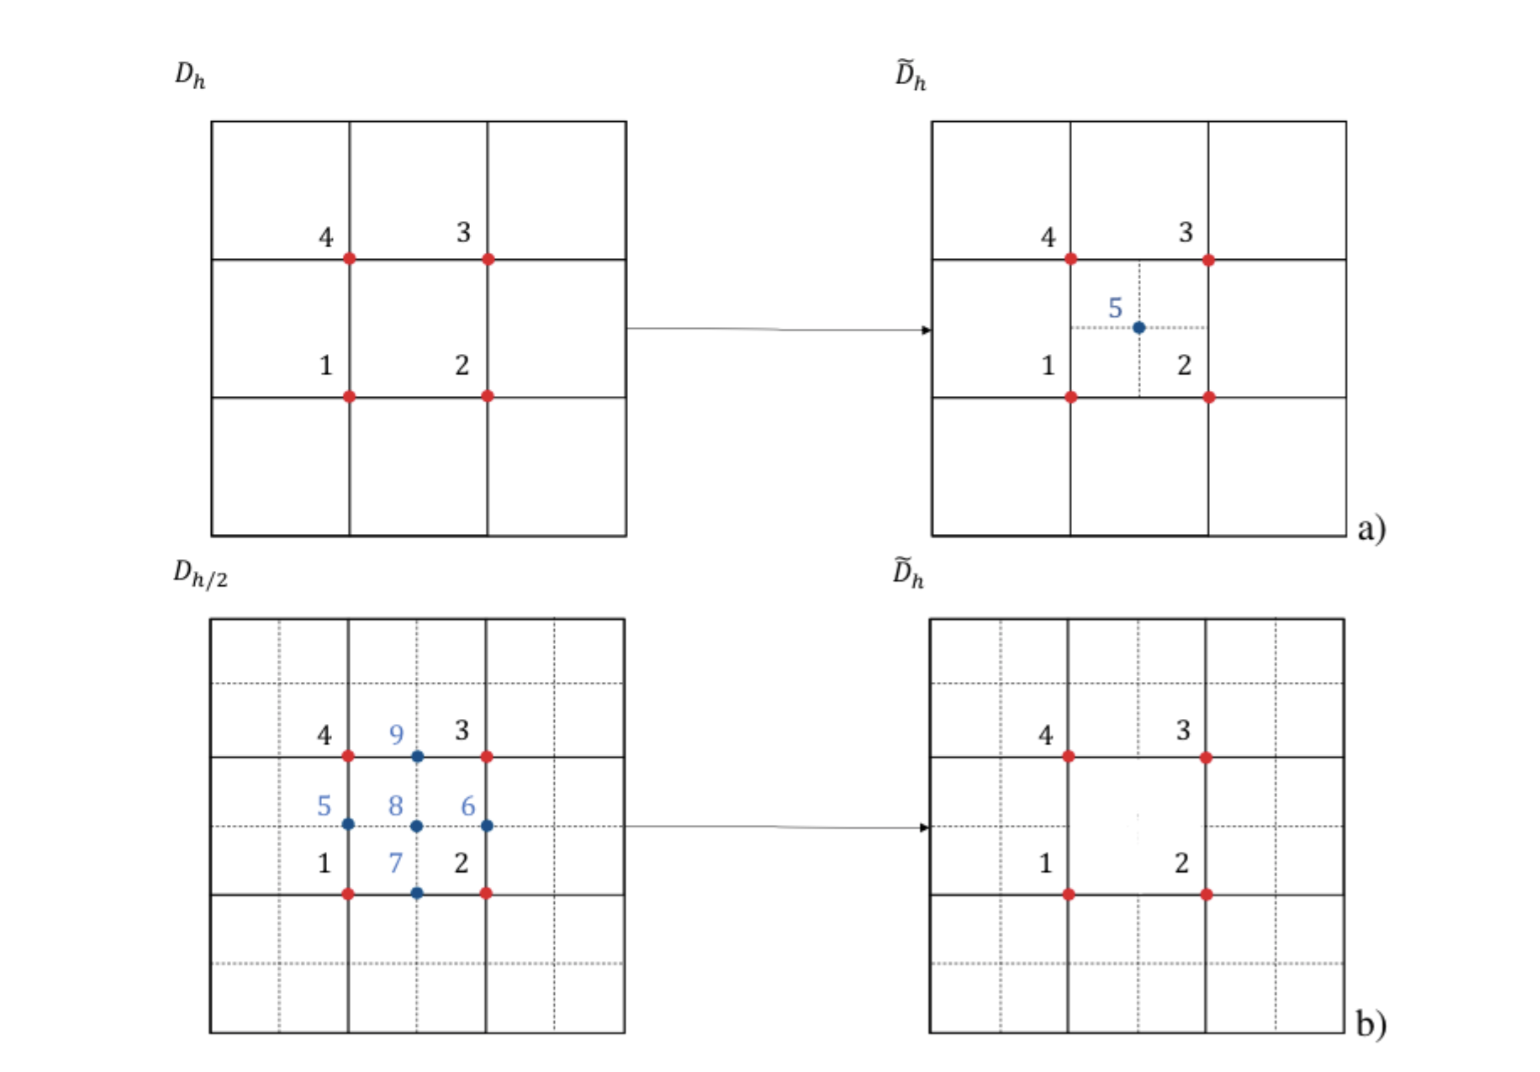 D_h D̃_h
4 3 4 3
5
1 2 1 2
a)
D_{h/2} D̃_h
4 9 3 4 3
5 8 6
1 7 2 1 2
b)